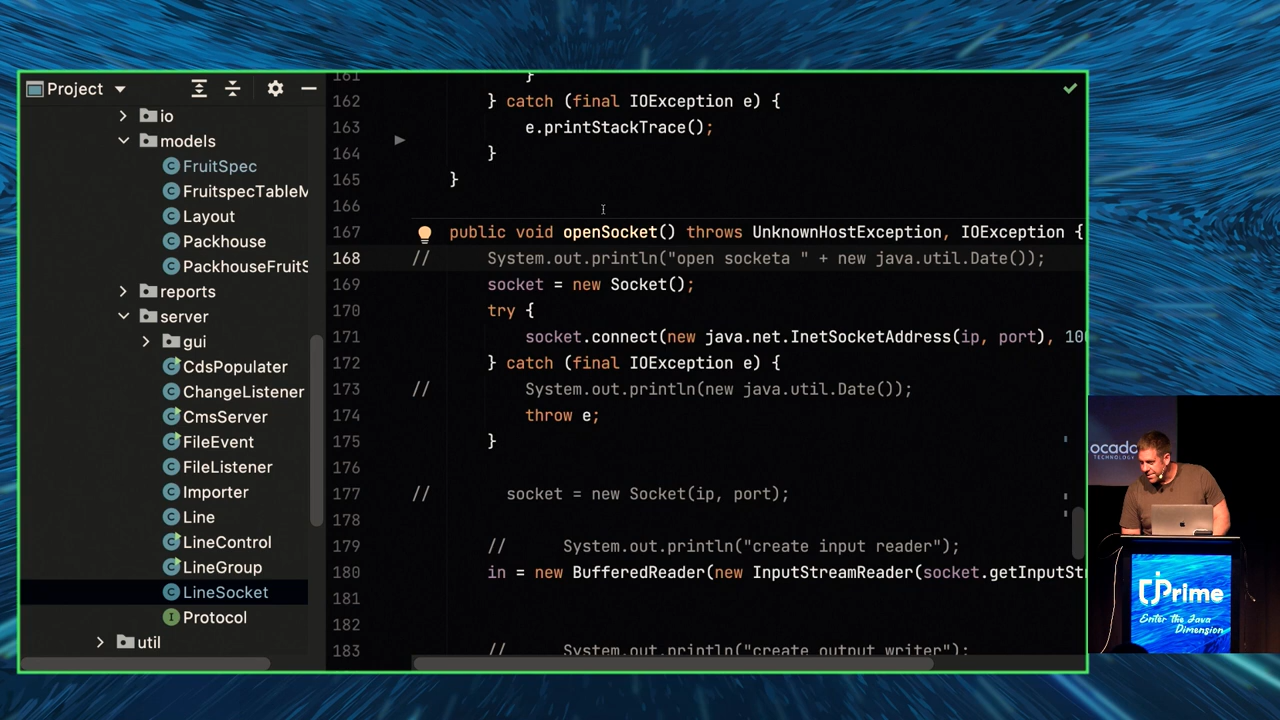 Project
io
models
FruitSpec
FruitspecTableM
Layout
Packhouse
PackhouseFruitS
reports
server
gui
CdsPopulater
ChangeListener
CmsServer
FileEvent
FileListener
Importer
Line
LineControl
LineGroup
LineSocket
Protocol
util
161 }
162 } catch (final IOException e) {
163 e.printStackTrace();
164 }
165 }
166
167 public void openSocket() throws UnknownHostException, IOException {
168 // System.out.println("open socketa " + new java.util.Date());
169 socket = new Socket();
170 try {
171 socket.connect(new java.net.InetSocketAddress(ip, port), 10
172 } catch (final IOException e) {
173 // System.out.println(new java.util.Date());
174 throw e;
175 }
176
177 // socket = new Socket(ip, port);
178
179 // System.out.println("create input reader");
180 in = new BufferedReader(new InputStreamReader(socket.getInputSt
181
182
183 // System.out.println("create output writer");
ocado
TECHNOLOGY
jPrime
Enter the Java
Dimension